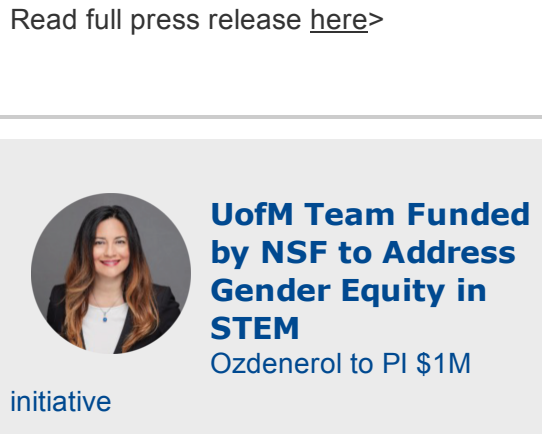 Read full press release here>
UofM Team Funded
by NSF to Address
Gender Equity in
STEM
Ozdenerol to PI $1M
initiative